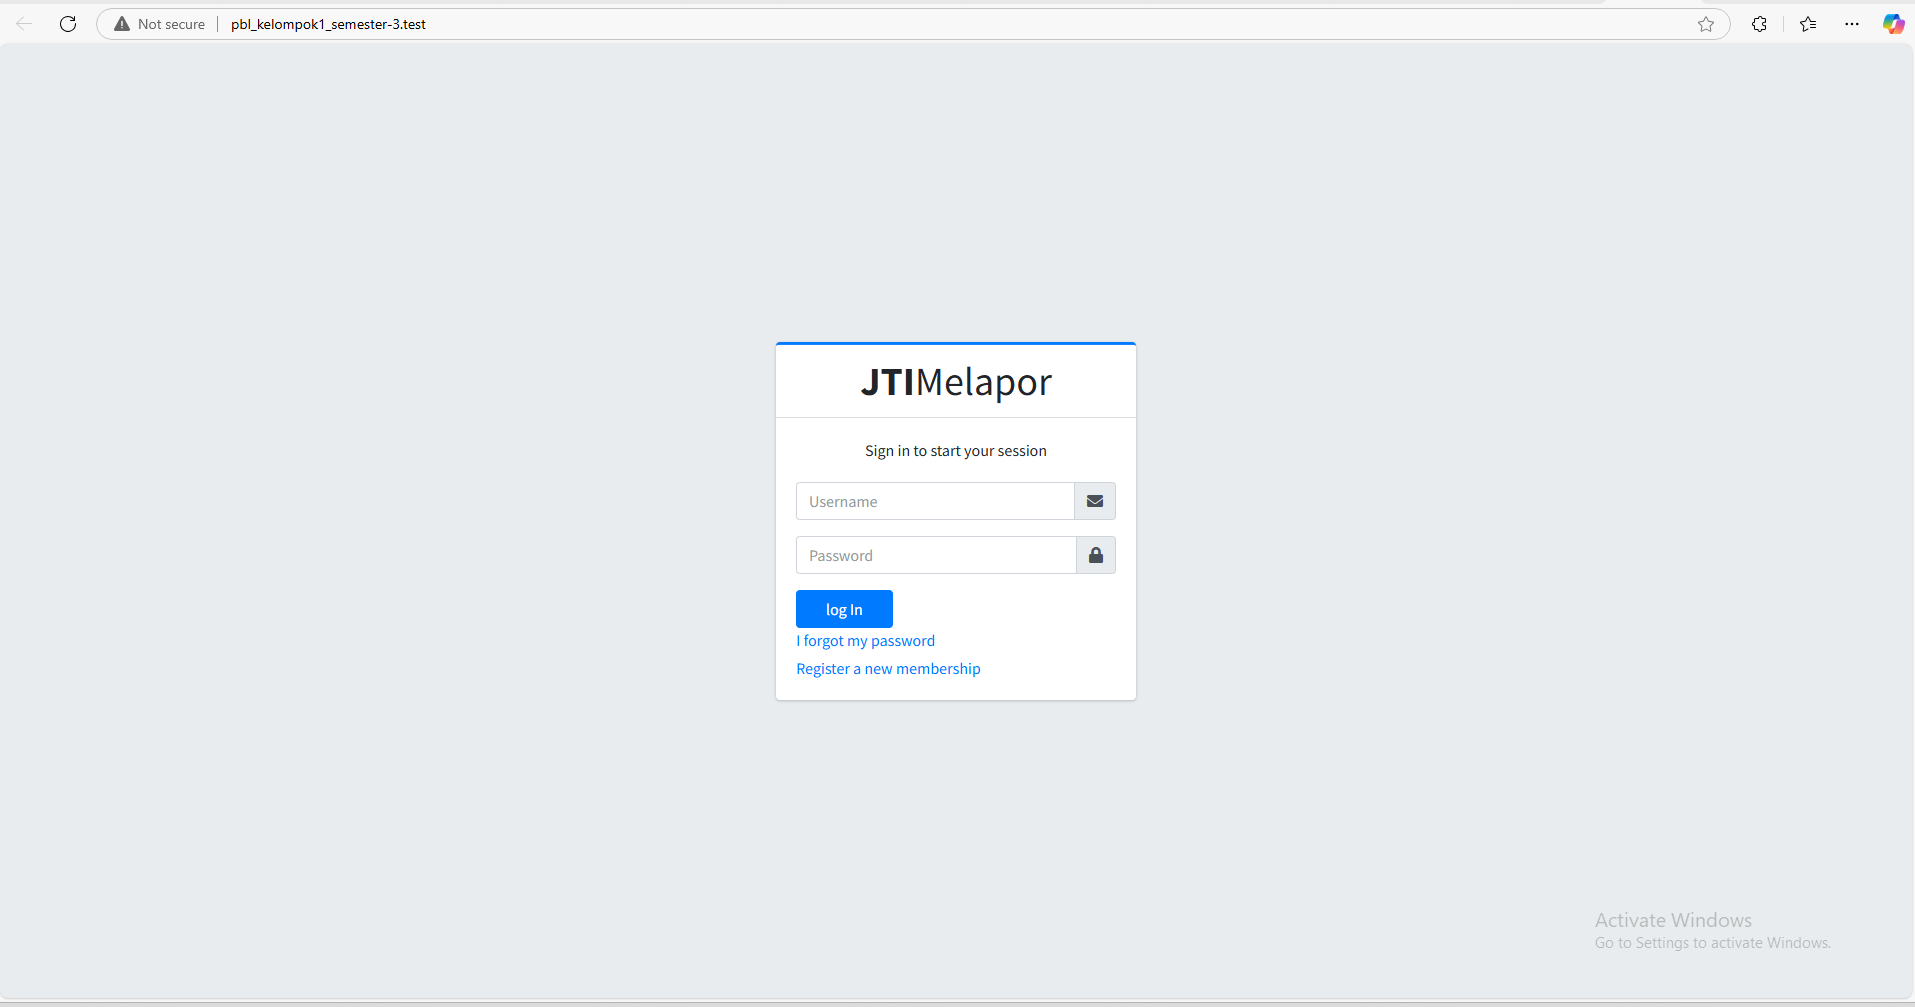 Not secure
pbl_kelompok1_semester-3.test
JTIMelapor
Sign in to start your session
Username
Password
log In
I forgot my password
Register a new membership
Activate Windows
Go to Settings to activate Windows.